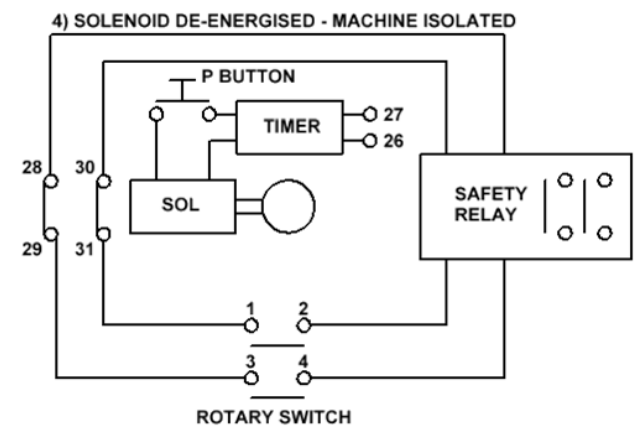 4) SOLENOID DE-ENERGISED - MACHINE ISOLATED
P BUTTON
TIMER
27
26
28
30
SOL
SAFETY
RELAY
29
31
1
2
3
4
ROTARY SWITCH